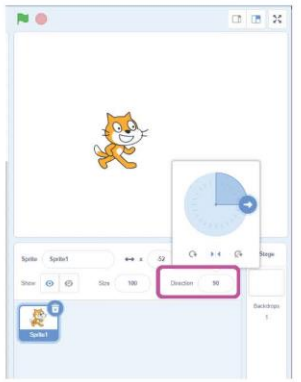 Sprite Sprite1 x -52 Stage
Show Size 100 Direction 90
Backdrops
1
Sprite1